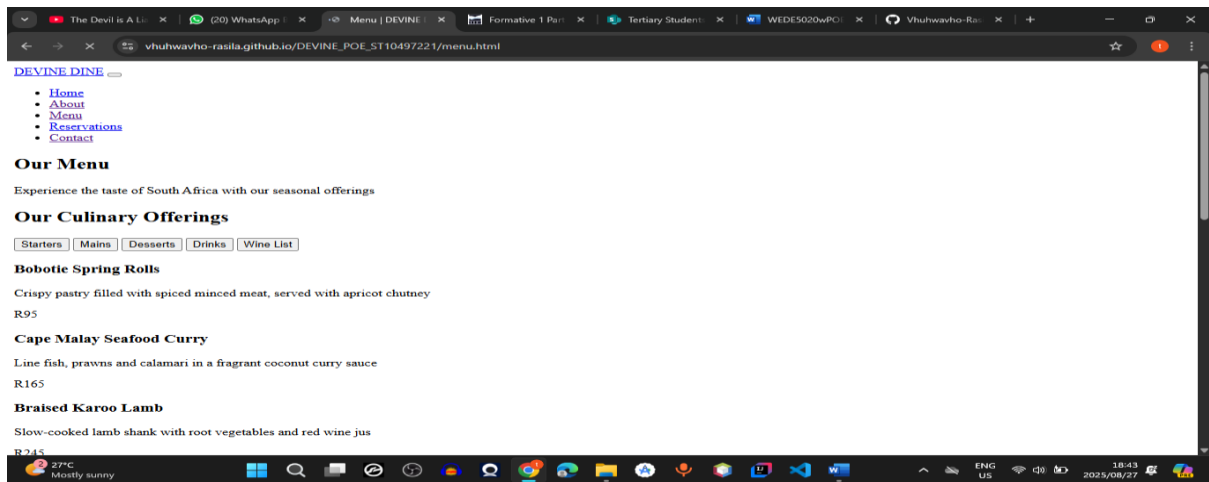 The Devil is A Lie
(20) WhatsApp
Menu | DEVINE
Formative 1 Part
Tertiary Students
WEDE5020wPO
Vhuhwavho-Ras
vhuhwavho-rasila.github.io/DEVINE_POE_ST10497221/menu.html
DEVINE DINE
Home
About
Menu
Reservations
Contact
Our Menu
Experience the taste of South Africa with our seasonal offerings
Our Culinary Offerings
Starters Mains Desserts Drinks Wine List
Bobotie Spring Rolls
Crispy pastry filled with spiced minced meat, served with apricot chutney
R95
Cape Malay Seafood Curry
Line fish, prawns and calamari in a fragrant coconut curry sauce
R165
Braised Karoo Lamb
Slow-cooked lamb shank with root vegetables and red wine jus
R245
27°C
Mostly sunny
ENG
US
18:43
2025/08/27